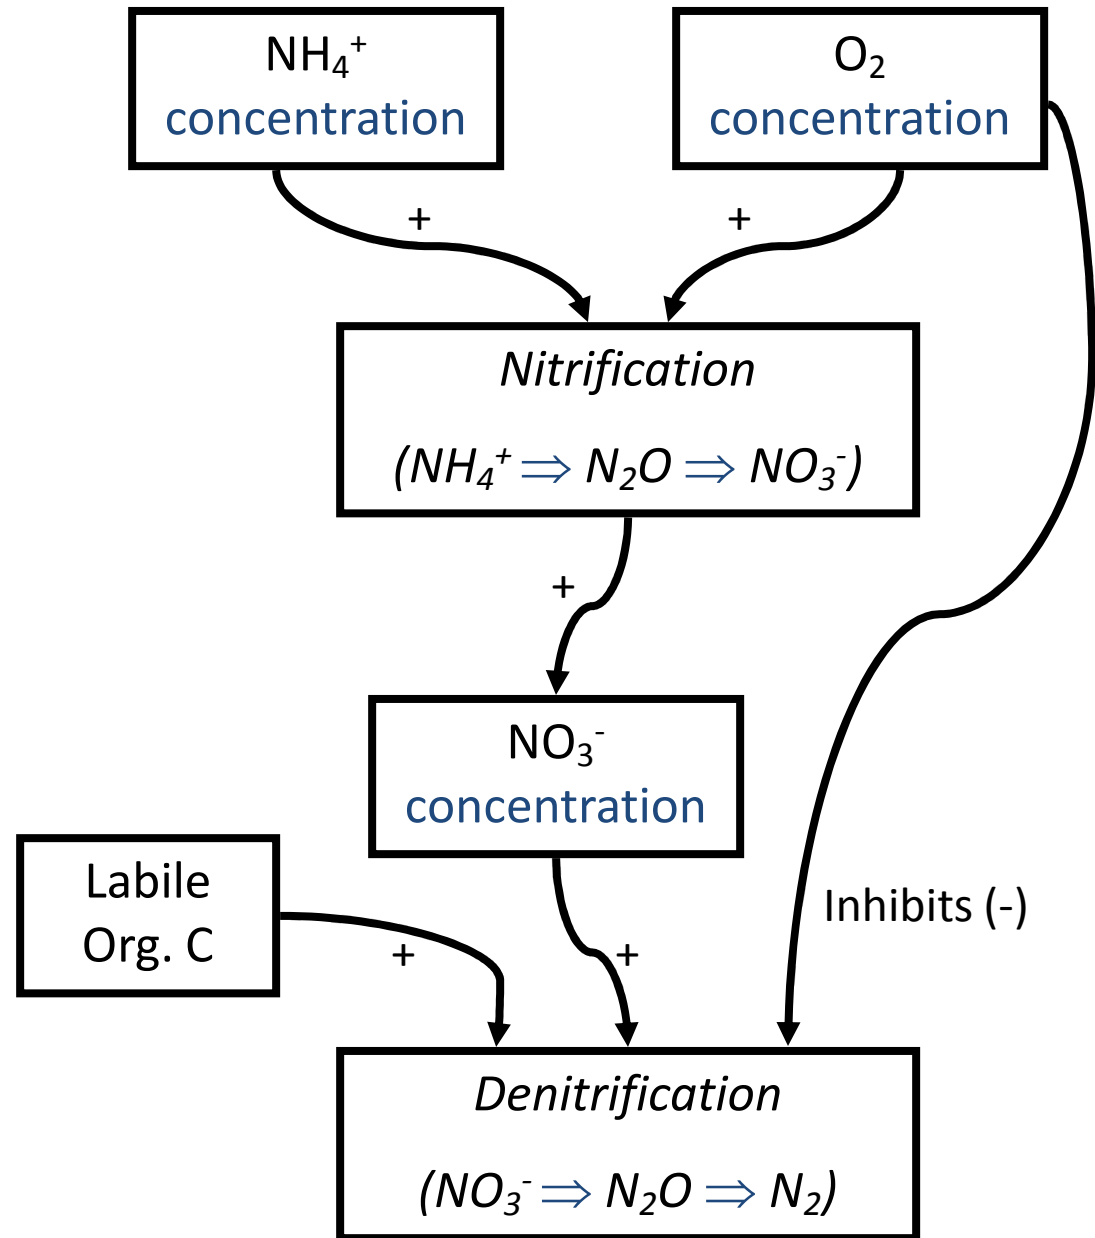 NH₄⁺
concentration
O₂
concentration
+
+
Nitrification
(NH₄⁺ ⇒ N₂O ⇒ NO₃⁻)
+
NO₃⁻
concentration
Labile
Org. C
+
+
Inhibits (-)
Denitrification
(NO₃⁻ ⇒ N₂O ⇒ N₂)